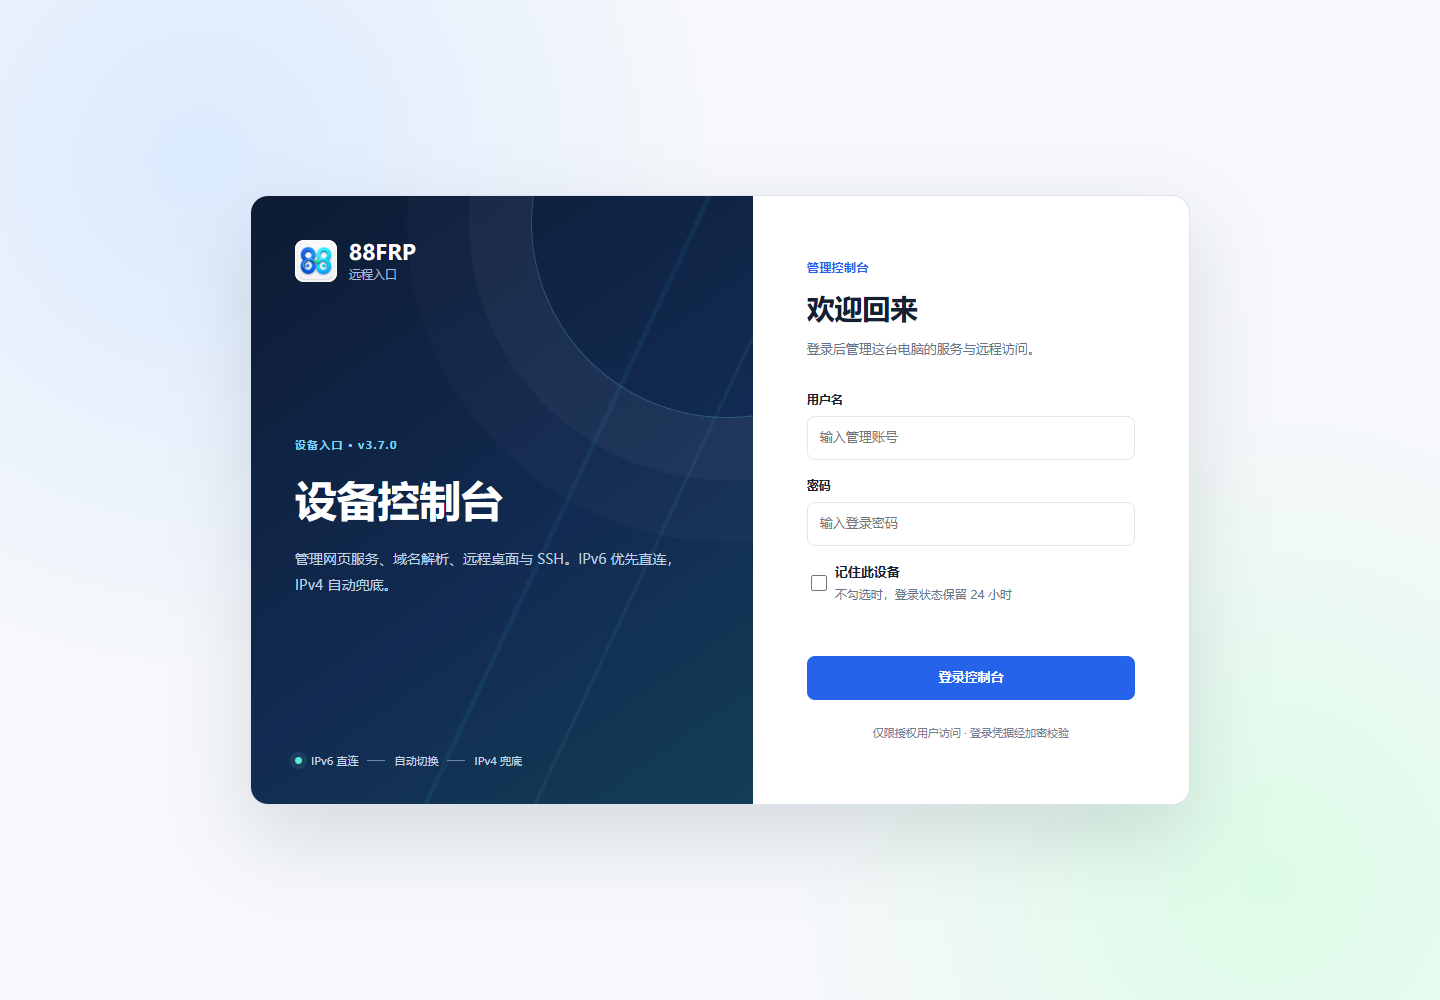 88FRP
远程入口
设备入口 • v3.7.0
设备控制台
管理网页服务、域名解析、远程桌面与 SSH。IPv6 优先直连，
IPv4 自动兜底。
IPv6 直连 — 自动切换 — IPv4 兜底
管理控制台
欢迎回来
登录后管理这台电脑的服务与远程访问。
用户名
输入管理账号
密码
输入登录密码
记住此设备
不勾选时，登录状态保留 24 小时
登录控制台
仅限授权用户访问 · 登录凭据经加密校验